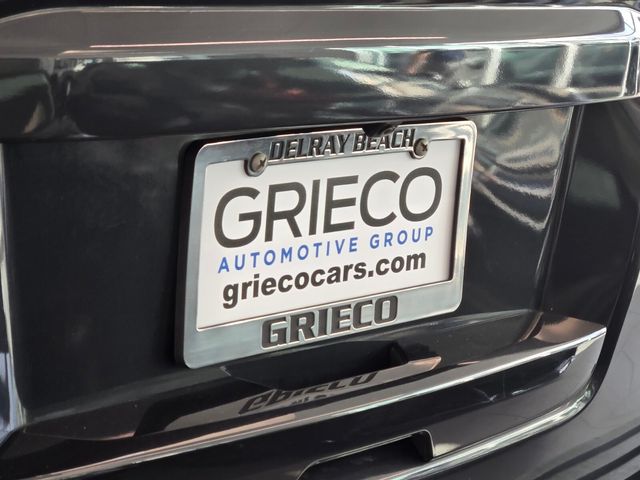 DELRAY BEACH
GRIECO
AUTOMOTIVE GROUP
griecocars.com
GRIECO